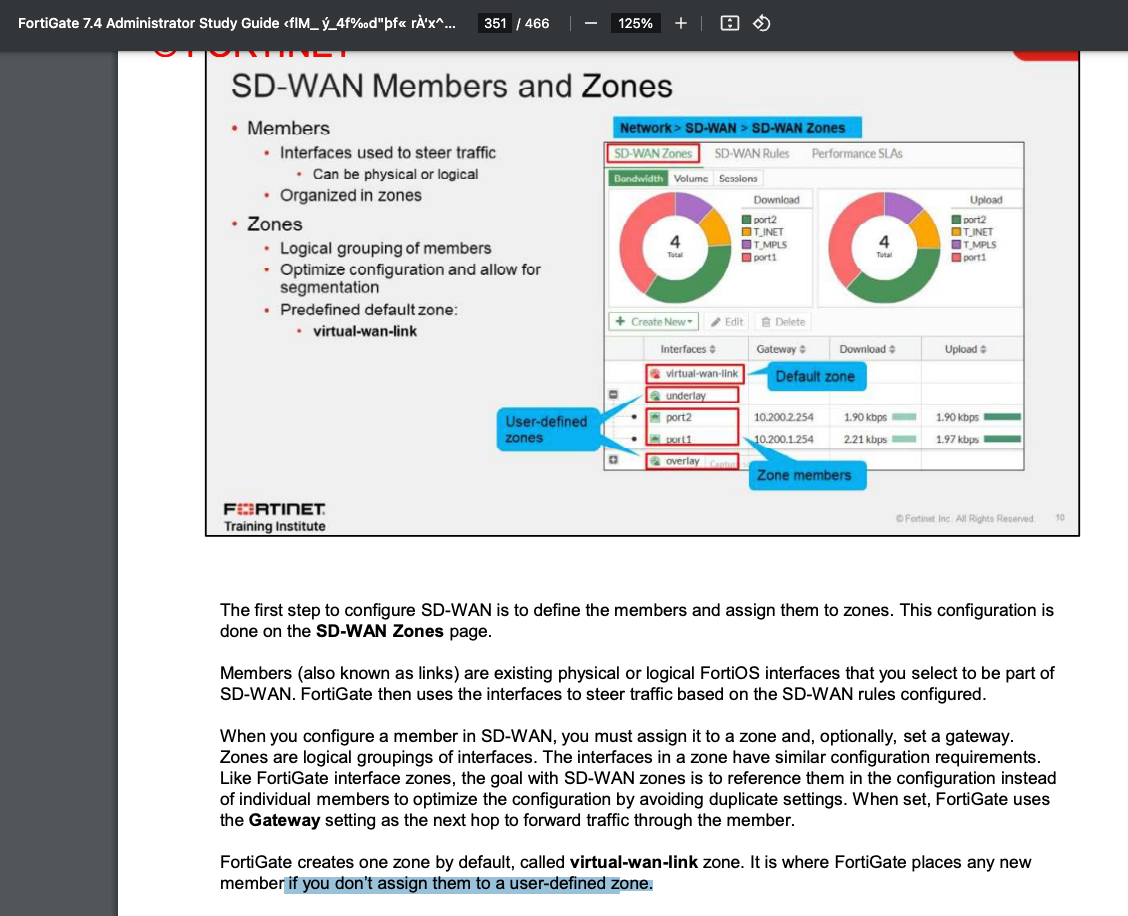 FortiGate 7.4 Administrator Study Guide <flM_ ý_4f‰d"þf« rÀ'x^...
351 / 466
125%
SD-WAN Members and Zones
• Members
• Interfaces used to steer traffic
• Can be physical or logical
• Organized in zones
• Zones
• Logical grouping of members
• Optimize configuration and allow for
segmentation
• Predefined default zone:
• virtual-wan-link
Network > SD-WAN > SD-WAN Zones
SD-WAN Zones SD-WAN Rules Performance SLAs
Bandwidth Volume Sessions
4
Total
Download
port2
T_INET
T_MPLS
port1
4
Total
Upload
port2
T_INET
T_MPLS
port1
+ Create New Edit Delete
Interfaces Gateway Download Upload
virtual-wan-link
Default zone
underlay
User-defined
zones
port2 10.200.2.254 1.90 kbps 1.90 kbps
port1 10.200.1.254 2.21 kbps 1.97 kbps
overlay
Zone members
FORTINET
Training Institute
© Fortinet Inc. All Rights Reserved. 10
The first step to configure SD-WAN is to define the members and assign them to zones. This configuration is
done on the SD-WAN Zones page.
Members (also known as links) are existing physical or logical FortiOS interfaces that you select to be part of
SD-WAN. FortiGate then uses the interfaces to steer traffic based on the SD-WAN rules configured.
When you configure a member in SD-WAN, you must assign it to a zone and, optionally, set a gateway.
Zones are logical groupings of interfaces. The interfaces in a zone have similar configuration requirements.
Like FortiGate interface zones, the goal with SD-WAN zones is to reference them in the configuration instead
of individual members to optimize the configuration by avoiding duplicate settings. When set, FortiGate uses
the Gateway setting as the next hop to forward traffic through the member.
FortiGate creates one zone by default, called virtual-wan-link zone. It is where FortiGate places any new
member if you don't assign them to a user-defined zone.